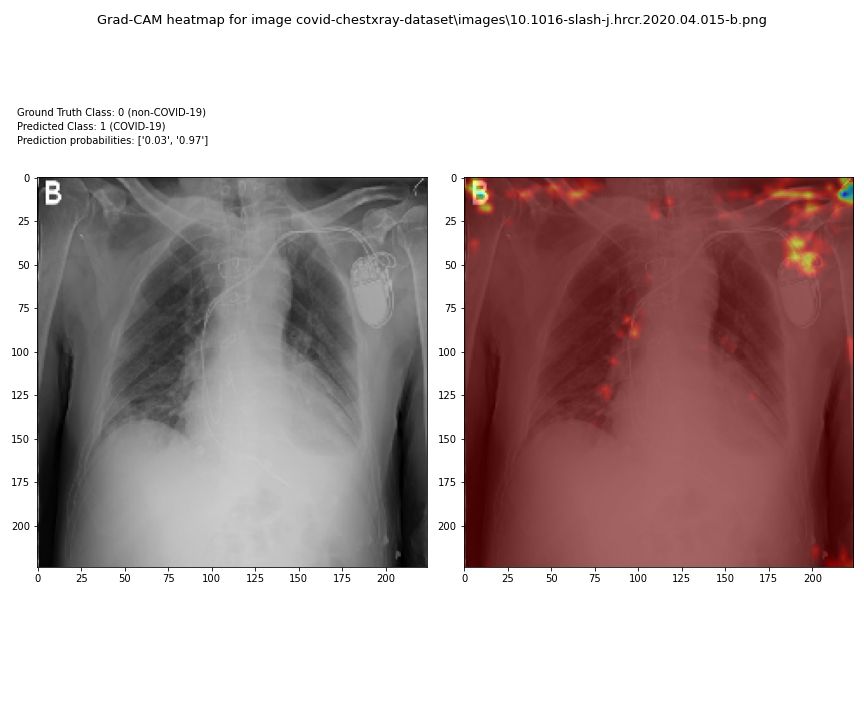 Grad-CAM heatmap for image covid-chestxray-dataset\images\10.1016-slash-j.hrcr.2020.04.015-b.png
Ground Truth Class: 0 (non-COVID-19)
Predicted Class: 1 (COVID-19)
Prediction probabilities: ['0.03', '0.97']
B
0
25
50
75
100
125
150
175
200
0 25 50 75 100 125 150 175 200
B
0
25
50
75
100
125
150
175
200
0 25 50 75 100 125 150 175 200